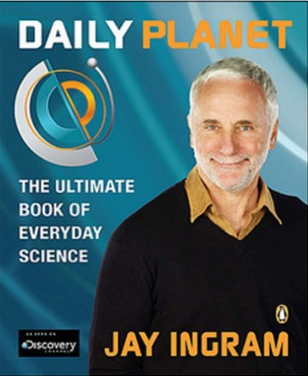 DAILY PLANET
THE ULTIMATE
BOOK OF
EVERYDAY
SCIENCE
AS SEEN ON
Discovery
CHANNEL
JAY INGRAM